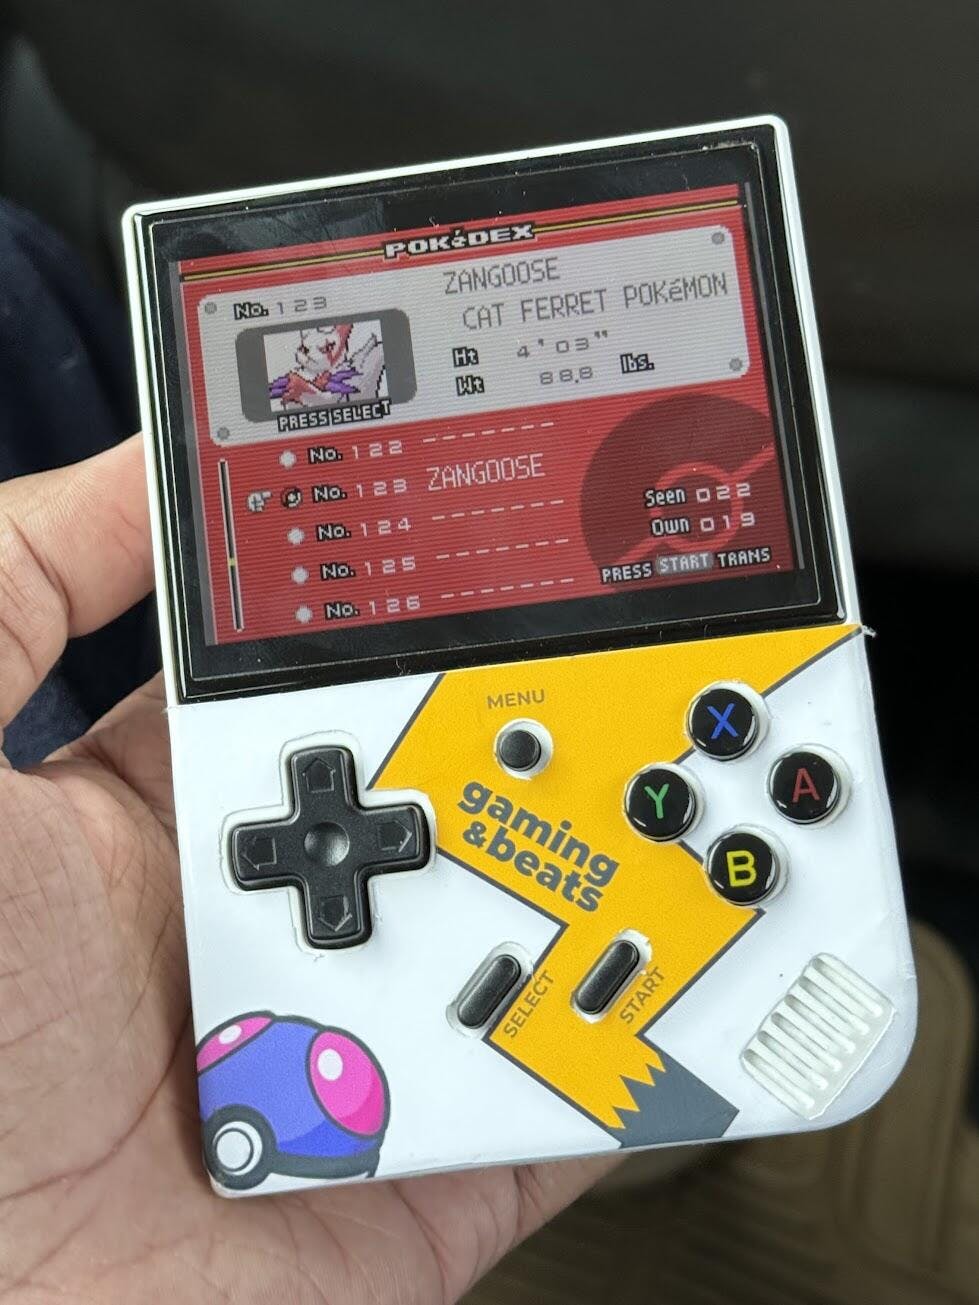 POKéDEX
No. 123
ZANGOOSE
CAT FERRET POKéMON
Ht 4'03"
Wt 88.8 lbs.
PRESS SELECT
No. 122 -------
No. 123 ZANGOOSE
No. 124 -------
No. 125 -------
No. 126 -------
Seen 022
Own 019
PRESS START TRANS
MENU
X
Y
A
B
gaming
&beats
SELECT
START